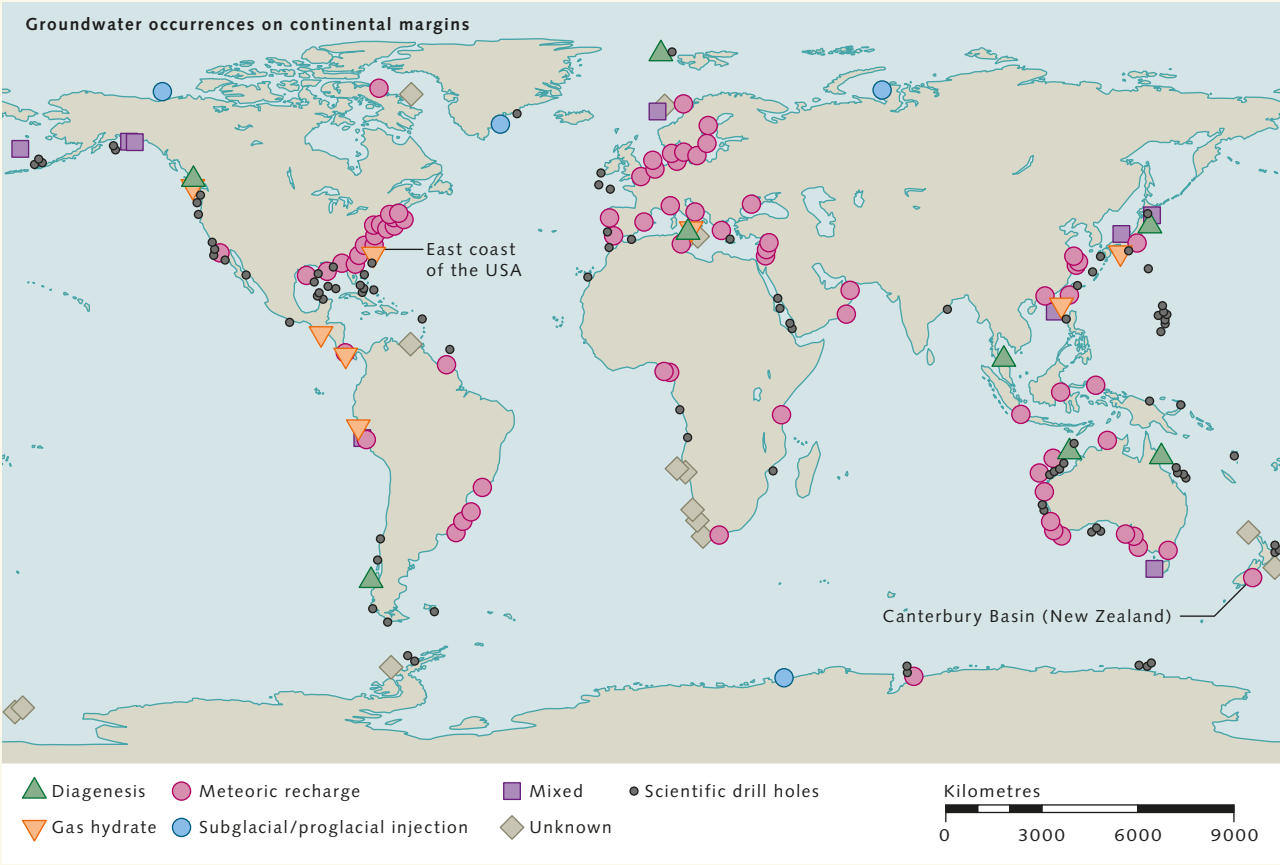 Groundwater occurrences on continental margins
East coast
of the USA
Canterbury Basin (New Zealand)
Diagenesis
Meteoric recharge
Mixed
Scientific drill holes
Kilometres
Gas hydrate
Subglacial/proglacial injection
Unknown
0 3000 6000 9000